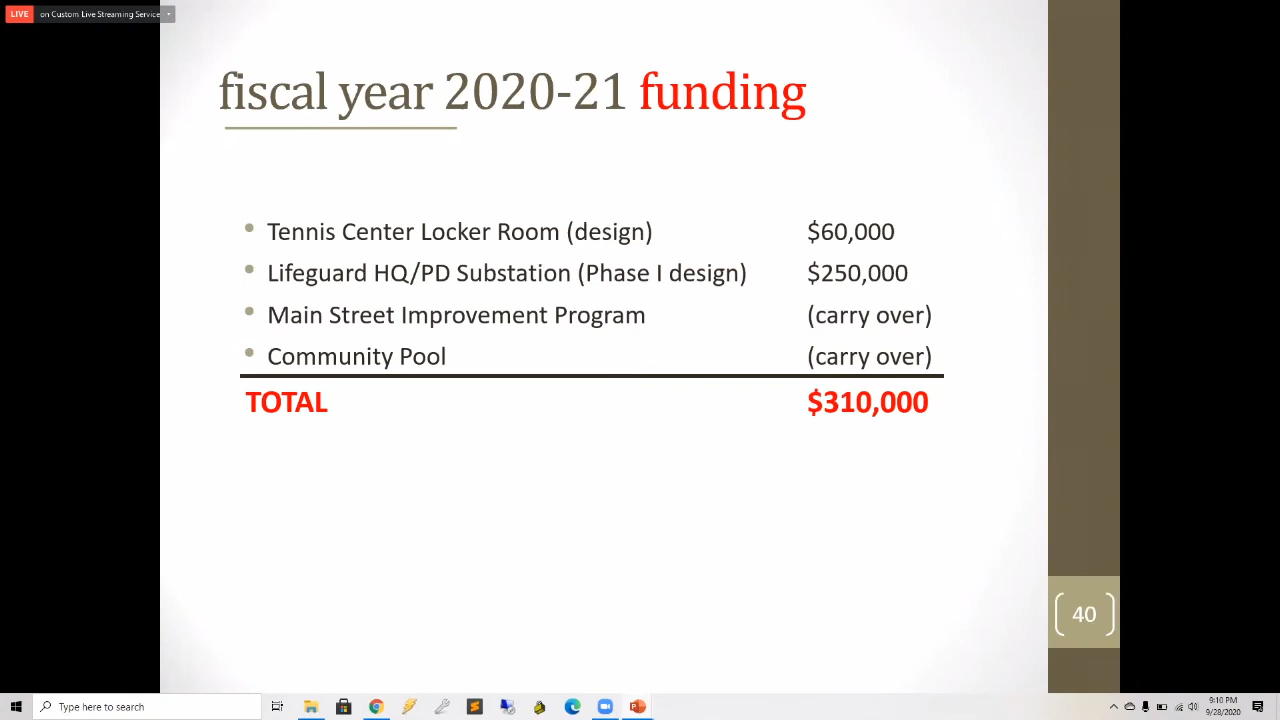 LIVE on Custom Live Streaming Service
fiscal year 2020-21 funding
• Tennis Center Locker Room (design) $60,000
• Lifeguard HQ/PD Substation (Phase I design) $250,000
• Main Street Improvement Program (carry over)
• Community Pool (carry over)
TOTAL $310,000
40
Type here to search
9:10 PM
9/28/2020